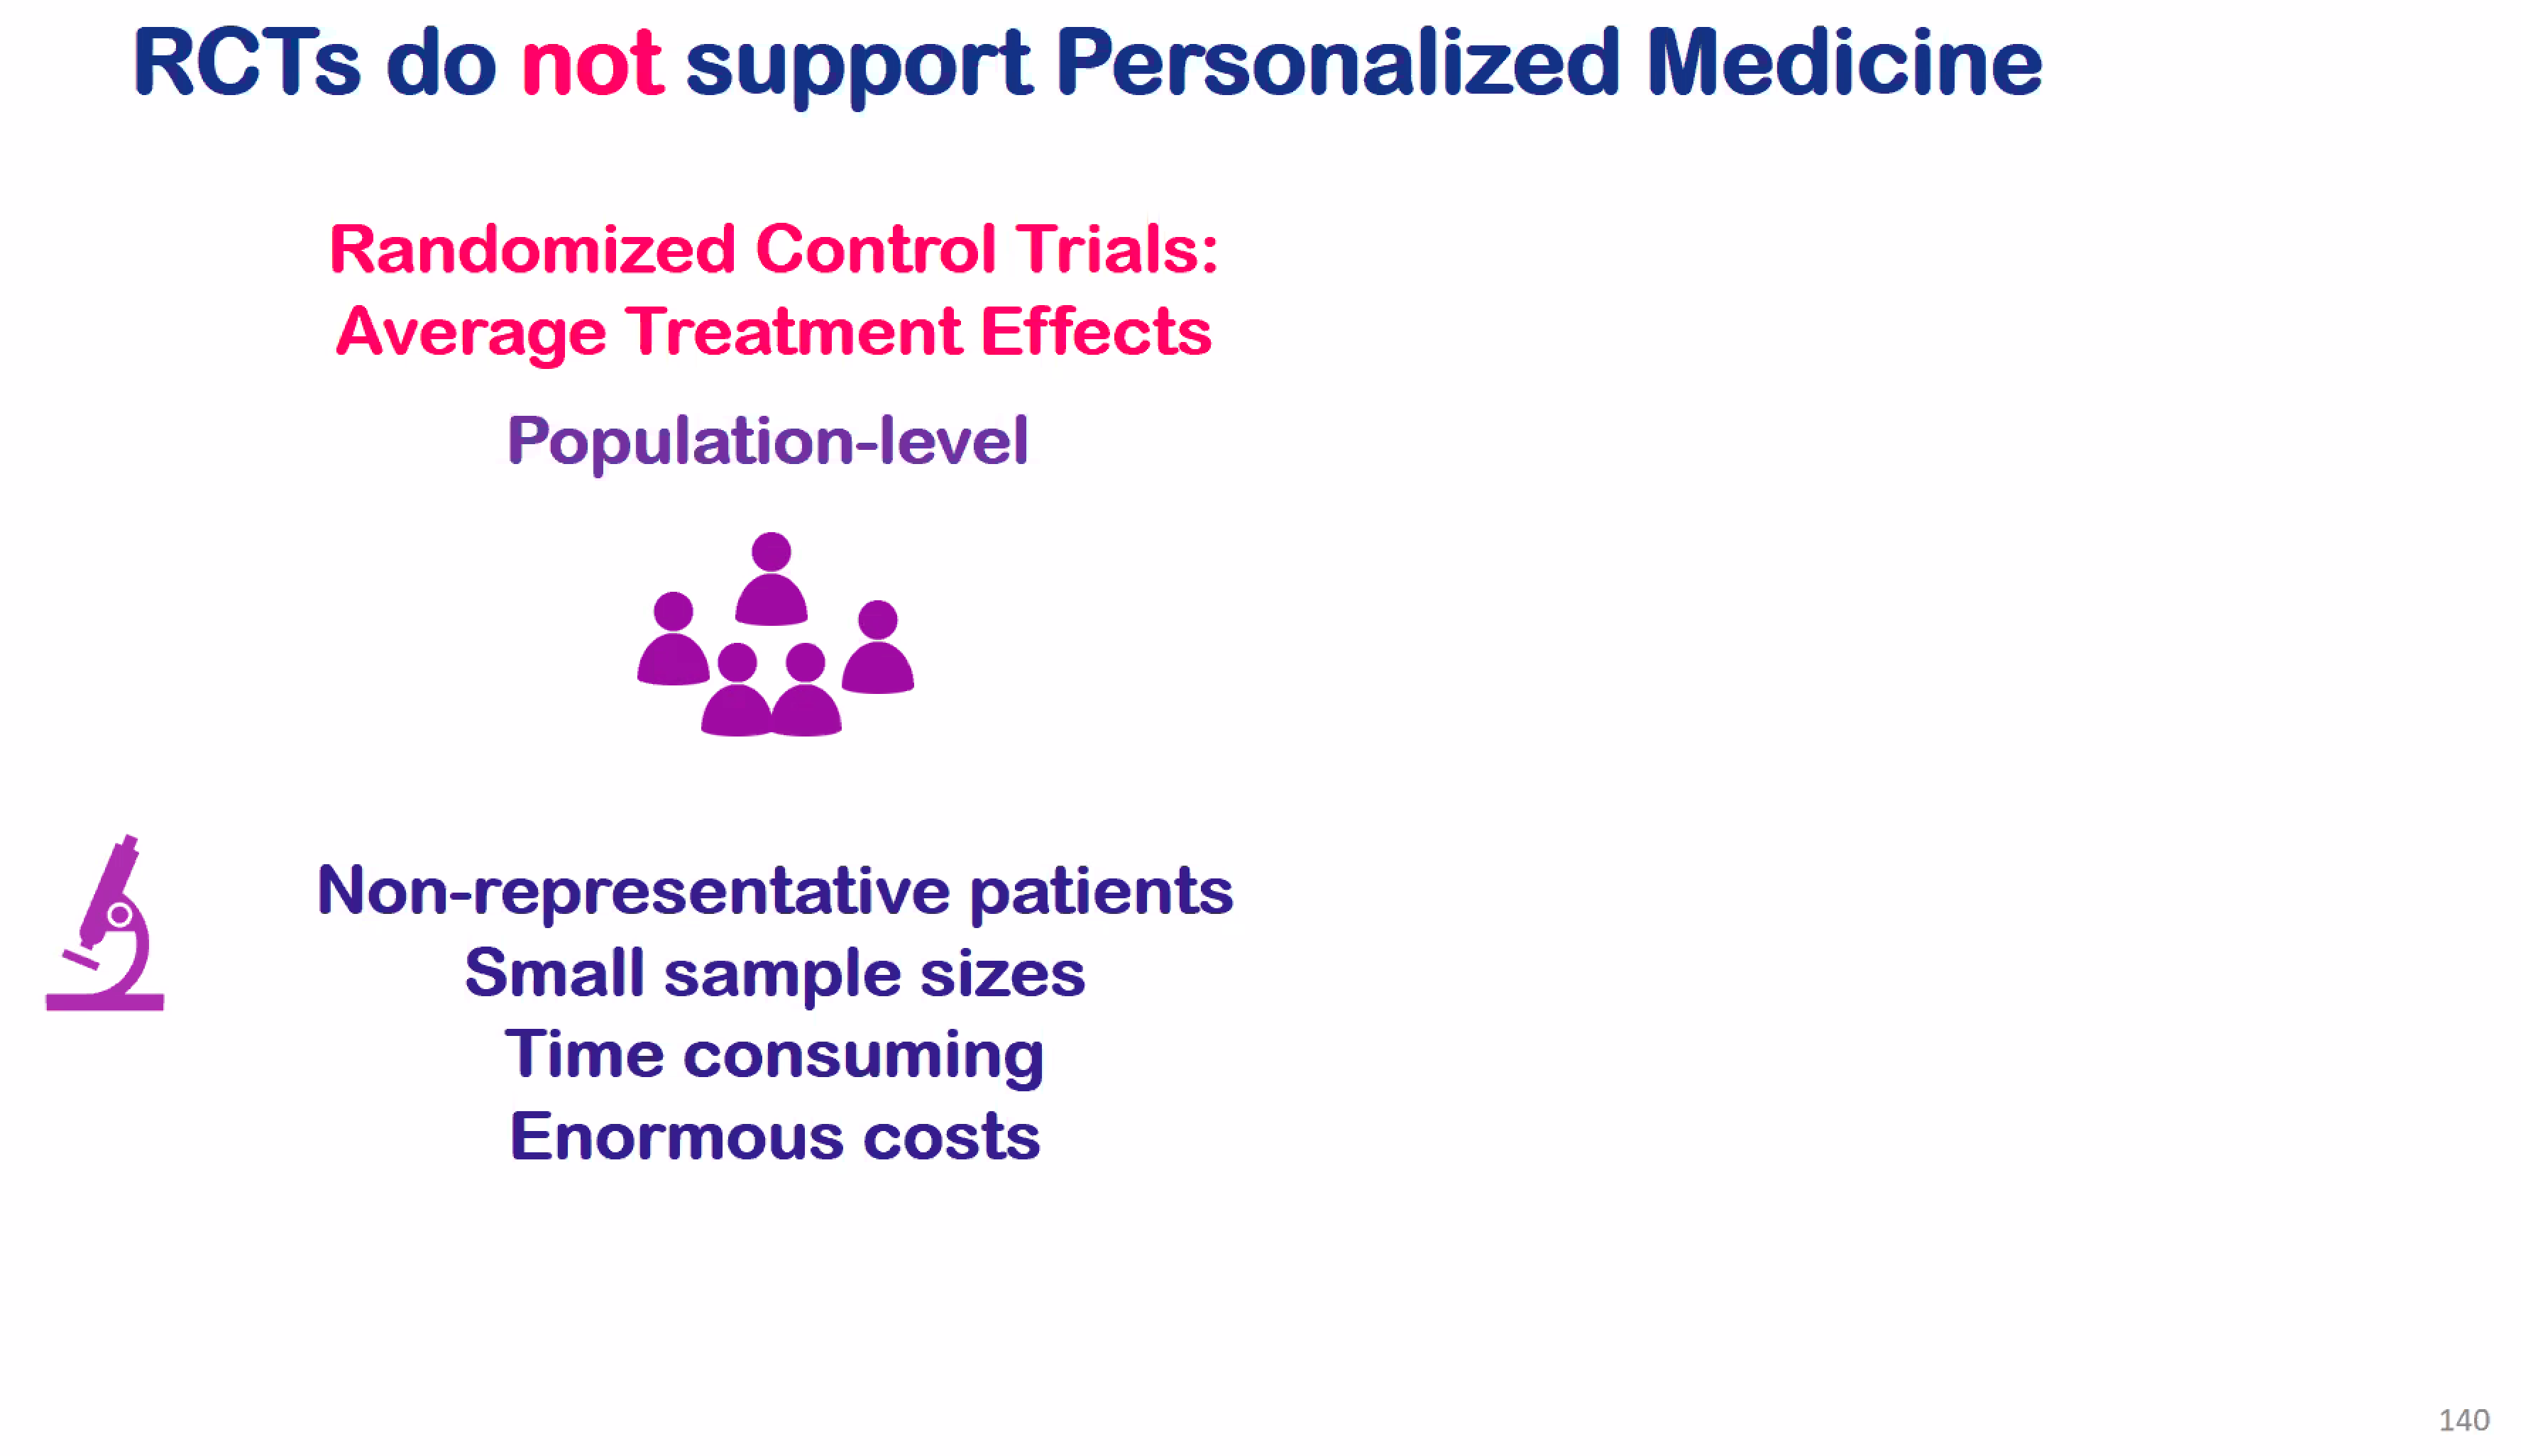 RCTs do not support Personalized Medicine
Randomized Control Trials:
Average Treatment Effects
Population-level
Non-representative patients
Small sample sizes
Time consuming
Enormous costs
140